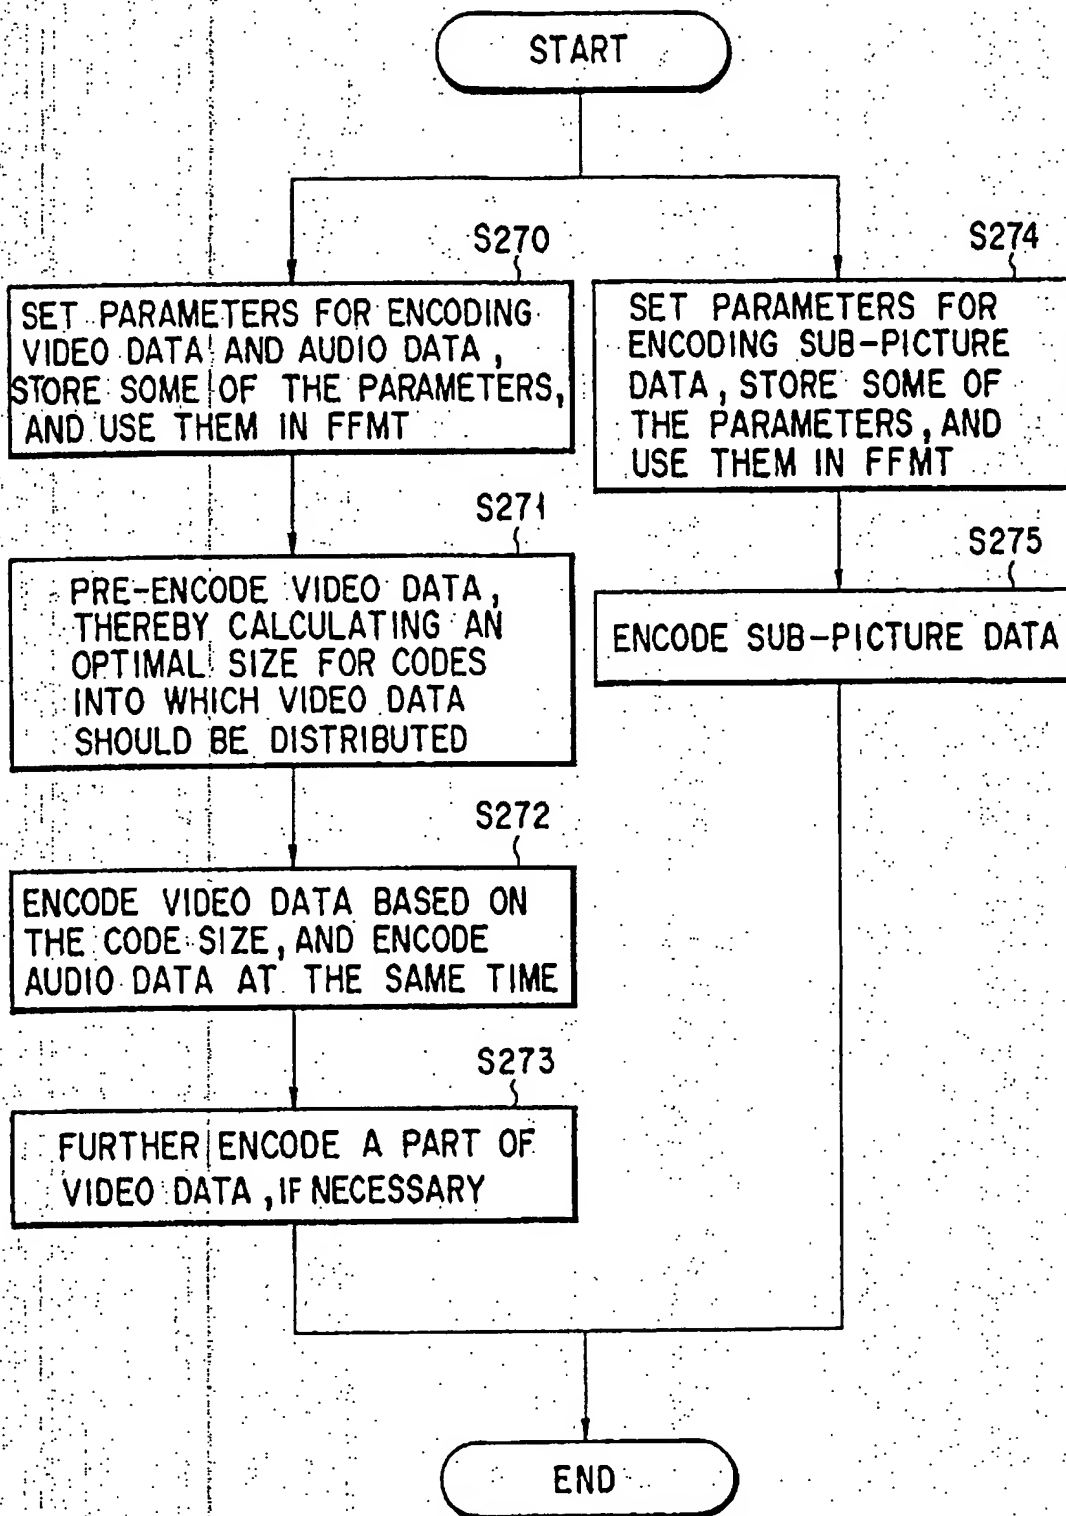 START
S270
SET PARAMETERS FOR ENCODING
VIDEO DATA AND AUDIO DATA,
STORE SOME OF THE PARAMETERS,
AND USE THEM IN FFMT
S271
PRE-ENCODE VIDEO DATA,
THEREBY CALCULATING AN
OPTIMAL SIZE FOR CODES
INTO WHICH VIDEO DATA
SHOULD BE DISTRIBUTED
S272
ENCODE VIDEO DATA BASED ON
THE CODE SIZE, AND ENCODE
AUDIO DATA AT THE SAME TIME
S273
FURTHER ENCODE A PART OF
VIDEO DATA, IF NECESSARY
S274
SET PARAMETERS FOR
ENCODING SUB-PICTURE
DATA, STORE SOME OF
THE PARAMETERS, AND
USE THEM IN FFMT
S275
ENCODE SUB-PICTURE DATA
END